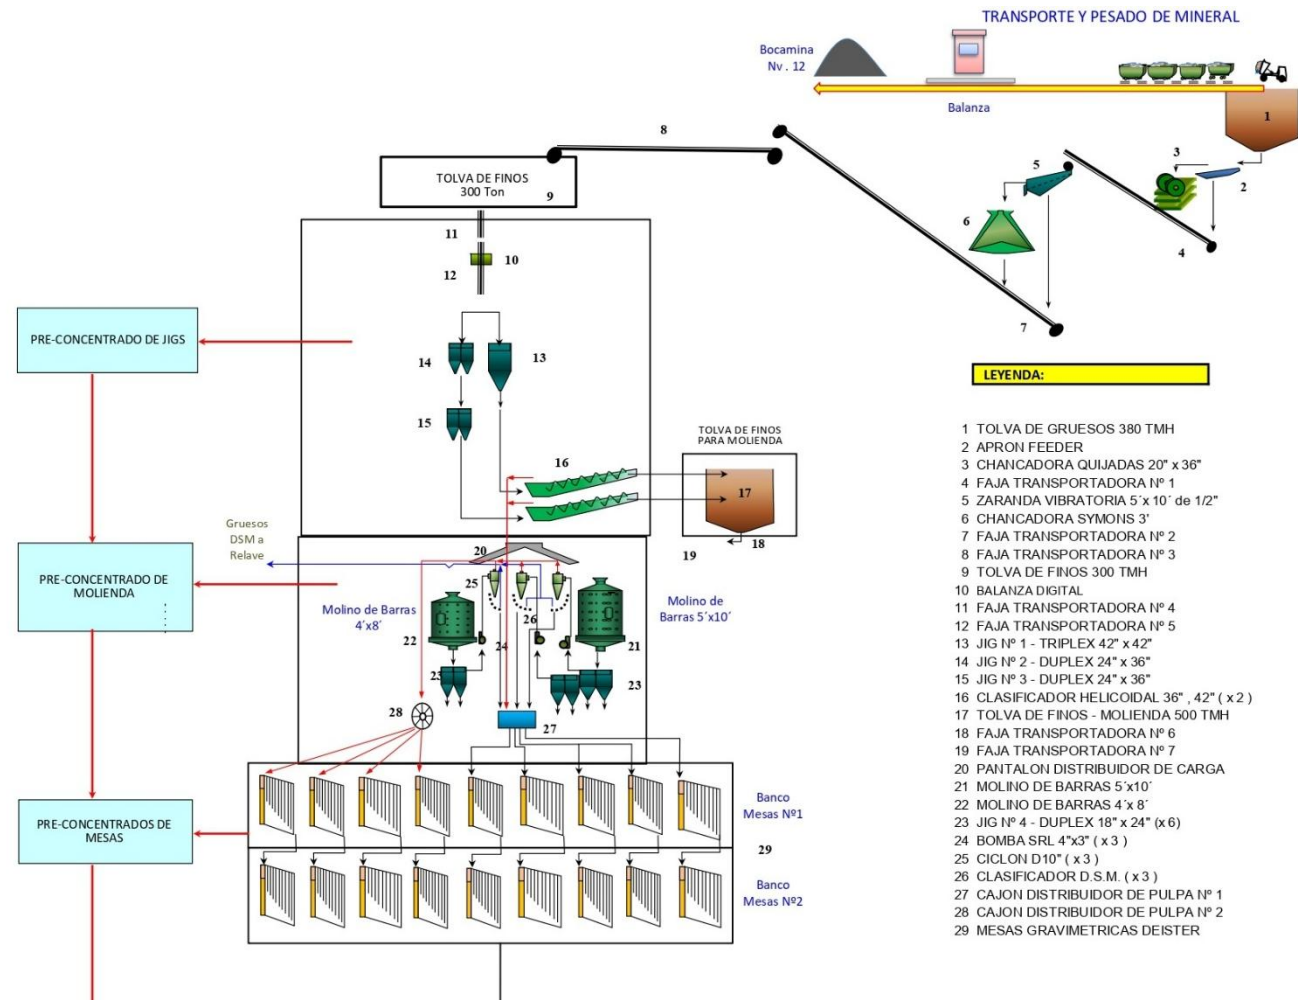 TRANSPORTE Y PESADO DE MINERAL
Bocamina
Nv . 12
Balanza
1
8
3
5
2
TOLVA DE FINOS
300 Ton
9
6
4
11
10
12
7
PRE-CONCENTRADO DE JIGS
14
13
15
TOLVA DE FINOS
PARA MOLIENDA
16
17
18
19
Gruesos
DSM a
Relave
20
25
PRE-CONCENTRADO DE
MOLIENDA
Molino de Barras
4´x8´
Molino de
Barras 5´x10´
26
22
24
21
23
23
28
27
PRE-CONCENTRADOS DE
MESAS
Banco
Mesas Nº1
29
Banco
Mesas Nº2
LEYENDA:
1 TOLVA DE GRUESOS 380 TMH
2 APRON FEEDER
3 CHANCADORA QUIJADAS 20" x 36"
4 FAJA TRANSPORTADORA Nº 1
5 ZARANDA VIBRATORIA 5´x 10´ de 1/2"
6 CHANCADORA SYMONS 3'
7 FAJA TRANSPORTADORA Nº 2
8 FAJA TRANSPORTADORA Nº 3
9 TOLVA DE FINOS 300 TMH
10 BALANZA DIGITAL
11 FAJA TRANSPORTADORA Nº 4
12 FAJA TRANSPORTADORA Nº 5
13 JIG Nº 1 - TRIPLEX 42" x 42"
14 JIG Nº 2 - DUPLEX 24" x 36"
15 JIG Nº 3 - DUPLEX 24" x 36"
16 CLASIFICADOR HELICOIDAL 36" , 42" ( x 2 )
17 TOLVA DE FINOS - MOLIENDA 500 TMH
18 FAJA TRANSPORTADORA Nº 6
19 FAJA TRANSPORTADORA Nº 7
20 PANTALON DISTRIBUIDOR DE CARGA
21 MOLINO DE BARRAS 5´x10´
22 MOLINO DE BARRAS 4´x 8´
23 JIG Nº 4 - DUPLEX 18" x 24" (x 6)
24 BOMBA SRL 4"x3" ( x 3 )
25 CICLON D10" ( x 3 )
26 CLASIFICADOR D.S.M. ( x 3 )
27 CAJON DISTRIBUIDOR DE PULPA Nº 1
28 CAJON DISTRIBUIDOR DE PULPA Nº 2
29 MESAS GRAVIMETRICAS DEISTER